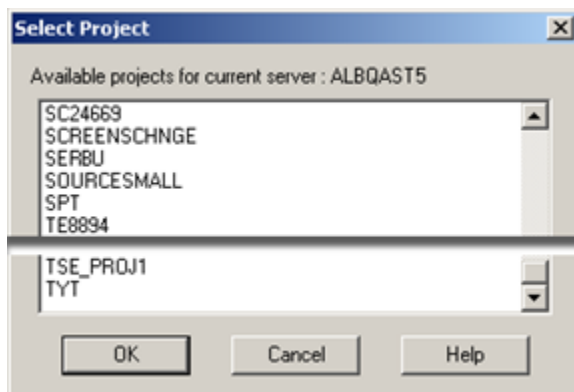 Select Project
Available projects for current server : ALBQAST5
SC24669
SCREENSCHNGE
SERBU
SOURCESMALL
SPT
TE8894
TSE_PROJ1
TYT
OK Cancel Help